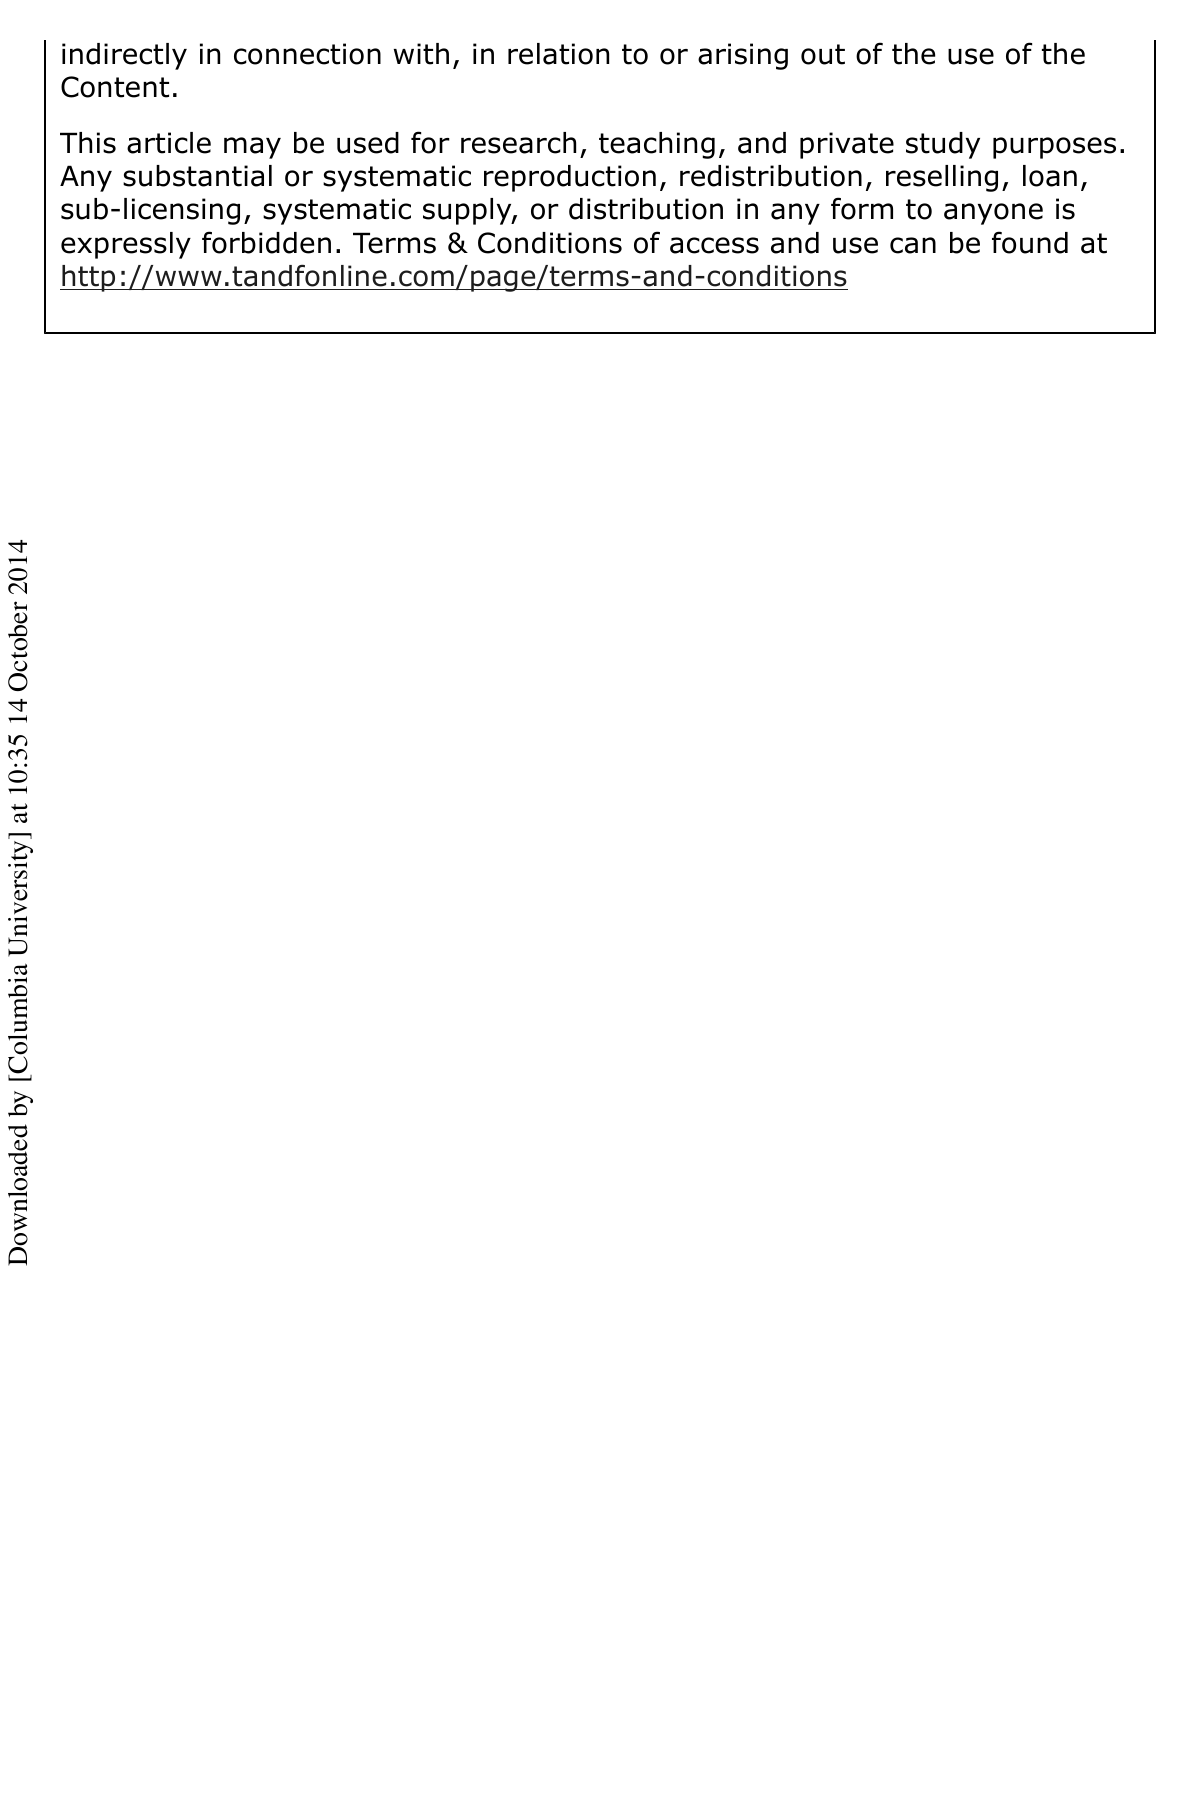 indirectly in connection with, in relation to or arising out of the use of the
Content.
This article may be used for research, teaching, and private study purposes.
Any substantial or systematic reproduction, redistribution, reselling, loan,
sub-licensing, systematic supply, or distribution in any form to anyone is
expressly forbidden. Terms & Conditions of access and use can be found at
http://www.tandfonline.com/page/terms-and-conditions
Downloaded by [Columbia University] at 10:35 14 October 2014